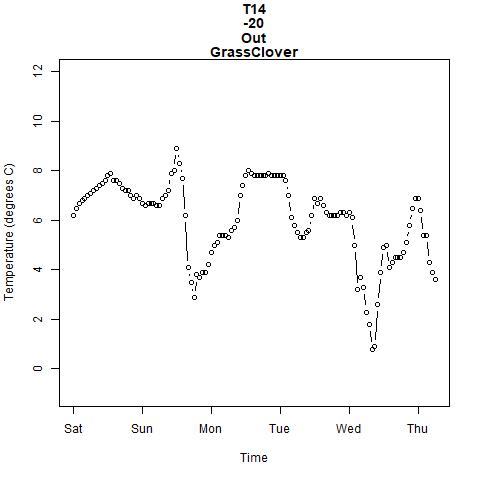 T14
-20
Out
GrassClover
Temperature (degrees C)
12
10
8
6
4
2
0
Sat Sun Mon Tue Wed Thu
Time